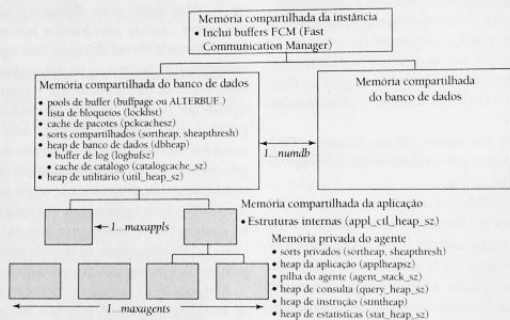 Memória compartilhada da instância
• Inclui buffers FCM (Fast
Communication Manager)
Memória compartilhada do banco de dados
• pools de buffer (buffpage ou ALTERBUF.)
• lista de bloqueios (locklist)
• cache de pacotes (pckcachesz)
• sorts compartilhados (sortheap, sheapthresh)
• heap de banco de dados (dbheap)
• buffer de log (logbufsz)
• cache de catálogo (catalogcache_sz)
• heap de utilitário (util_heap_sz)
Memória compartilhada
do banco de dados
1...numdb
Memória compartilhada da aplicação
• Estruturas internas (appl_ctl_heap_sz)
1...maxappls
Memória privada do agente
• sorts privados (sortheap, sheapthresh)
• heap da aplicação (applheapsz)
• pilha do agente (agent_stack_sz)
• heap de consulta (query_heap_sz)
• heap de instrução (stmtheap)
• heap de estatísticas (stat_heap_sz)
1...maxagents